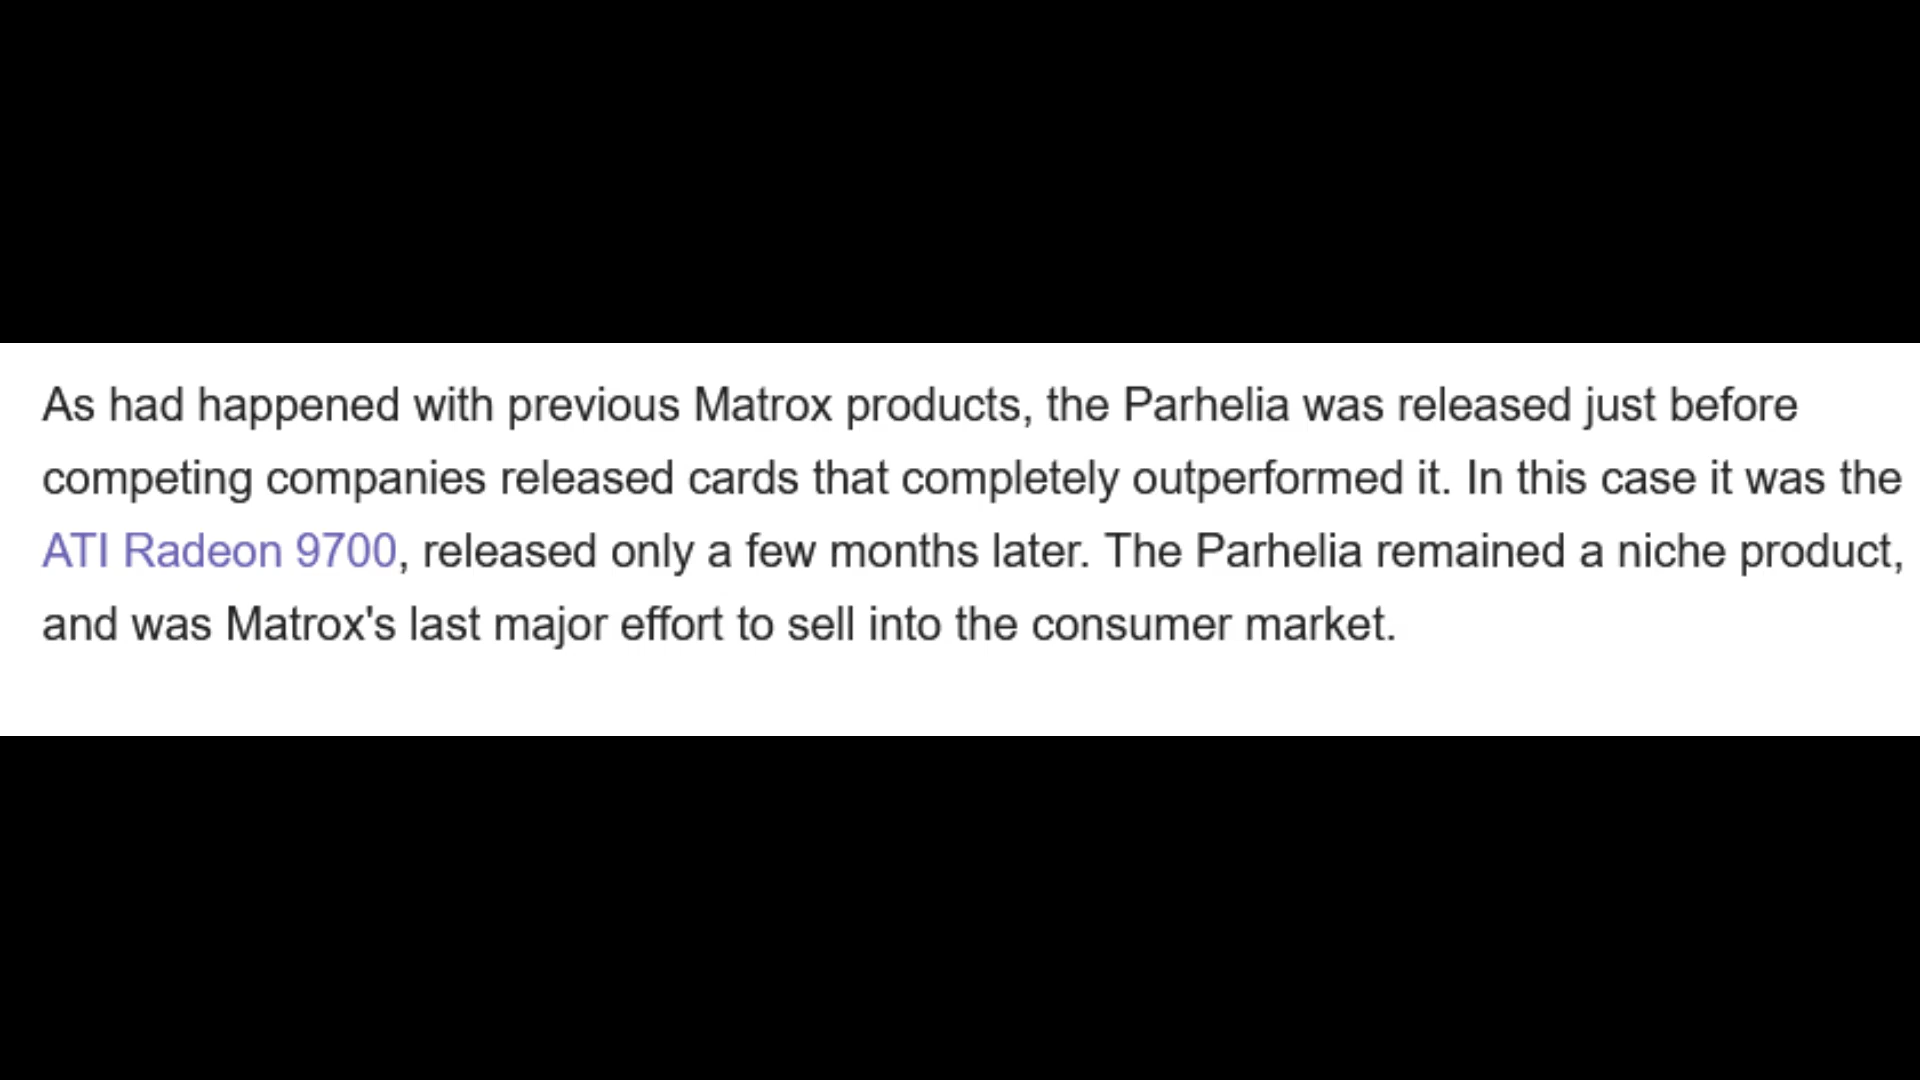 As had happened with previous Matrox products, the Parhelia was released just before
competing companies released cards that completely outperformed it. In this case it was the
ATI Radeon 9700, released only a few months later. The Parhelia remained a niche product,
and was Matrox's last major effort to sell into the consumer market.